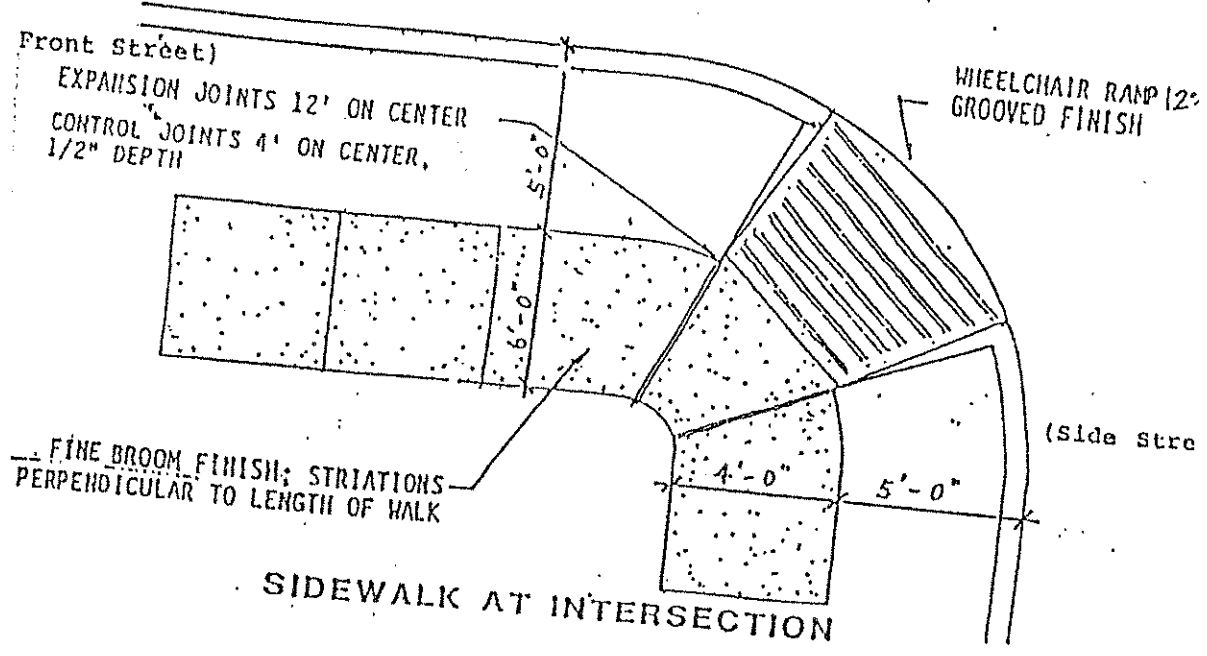 Front Street)
EXPANSION JOINTS 12' ON CENTER
CONTROL JOINTS 4' ON CENTER,
1/2" DEPTH
WHEELCHAIR RAMP 12°
GROOVED FINISH
5'-0"
6'-0"
(Side Stre
FINE BROOM FINISH; STRIATIONS
PERPENDICULAR TO LENGTH OF WALK
4'-0"
5'-0"
SIDEWALK AT INTERSECTION